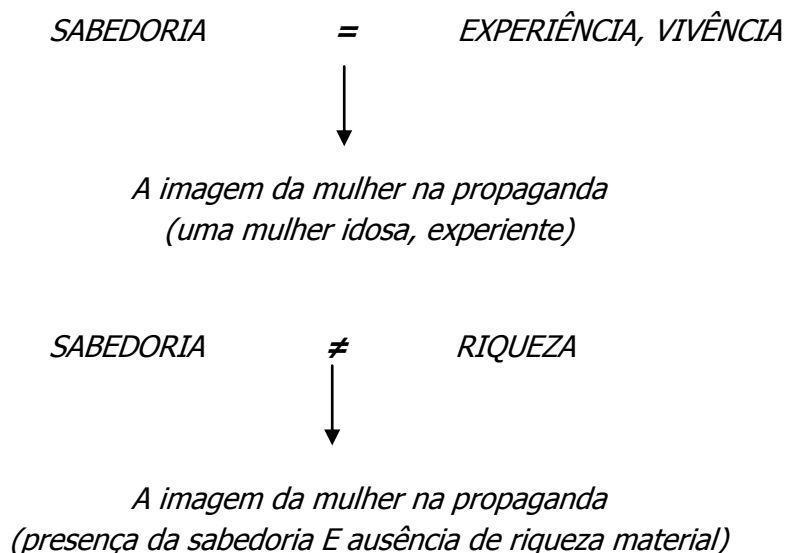 SABEDORIA = EXPERIÊNCIA, VIVÊNCIA
A imagem da mulher na propaganda
(uma mulher idosa, experiente)
SABEDORIA ≠ RIQUEZA
A imagem da mulher na propaganda
(presença da sabedoria E ausência de riqueza material)